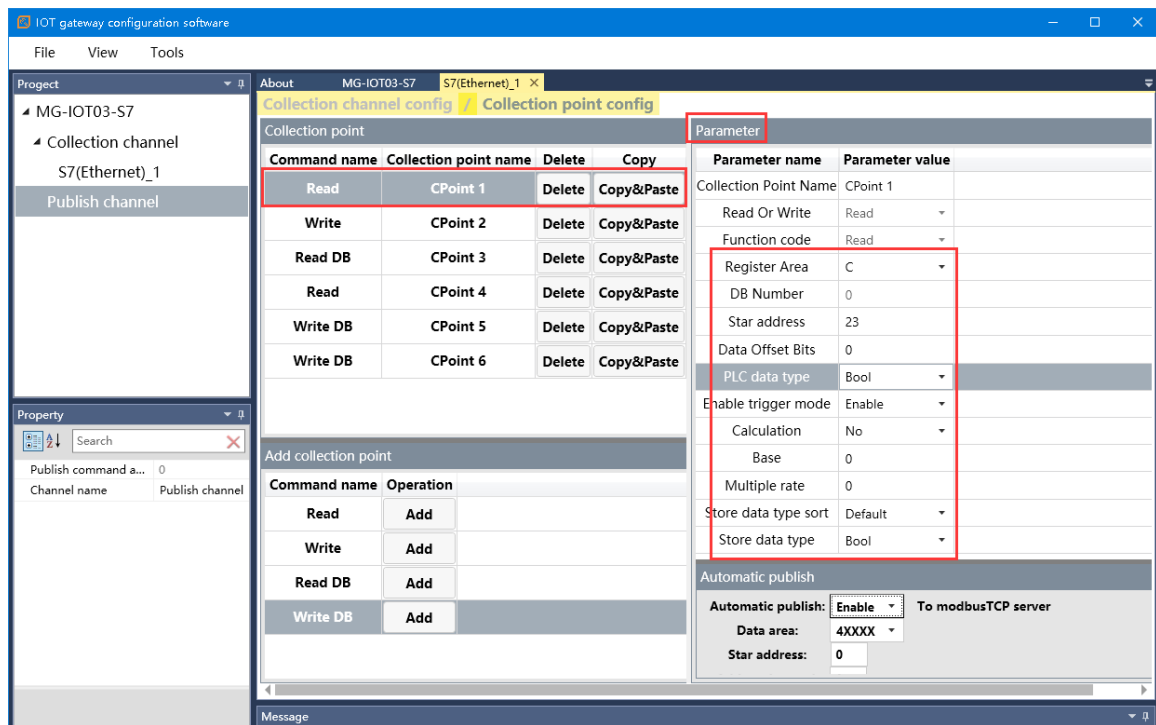 IOT gateway configuration software
File View Tools
Progect
MG-IOT03-S7
Collection channel
S7(Ethernet)_1
Publish channel
Property
Search
Publish command a... 0
Channel name Publish channel
About MG-IOT03-S7 S7(Ethernet)_1
Collection channel config / Collection point config
Collection point
Command name Collection point name Delete Copy
Read CPoint 1 Delete Copy&Paste
Write CPoint 2 Delete Copy&Paste
Read DB CPoint 3 Delete Copy&Paste
Read CPoint 4 Delete Copy&Paste
Write DB CPoint 5 Delete Copy&Paste
Write DB CPoint 6 Delete Copy&Paste
Add collection point
Command name Operation
Read Add
Write Add
Read DB Add
Write DB Add
Parameter
Parameter name Parameter value
Collection Point Name CPoint 1
Read Or Write Read
Function code Read
Register Area C
DB Number 0
Star address 23
Data Offset Bits 0
PLC data type Bool
Enable trigger mode Enable
Calculation No
Base 0
Multiple rate 0
Store data type sort Default
Store data type Bool
Automatic publish
Automatic publish: Enable To modbusTCP server
Data area: 4XXXX
Star address: 0
Message